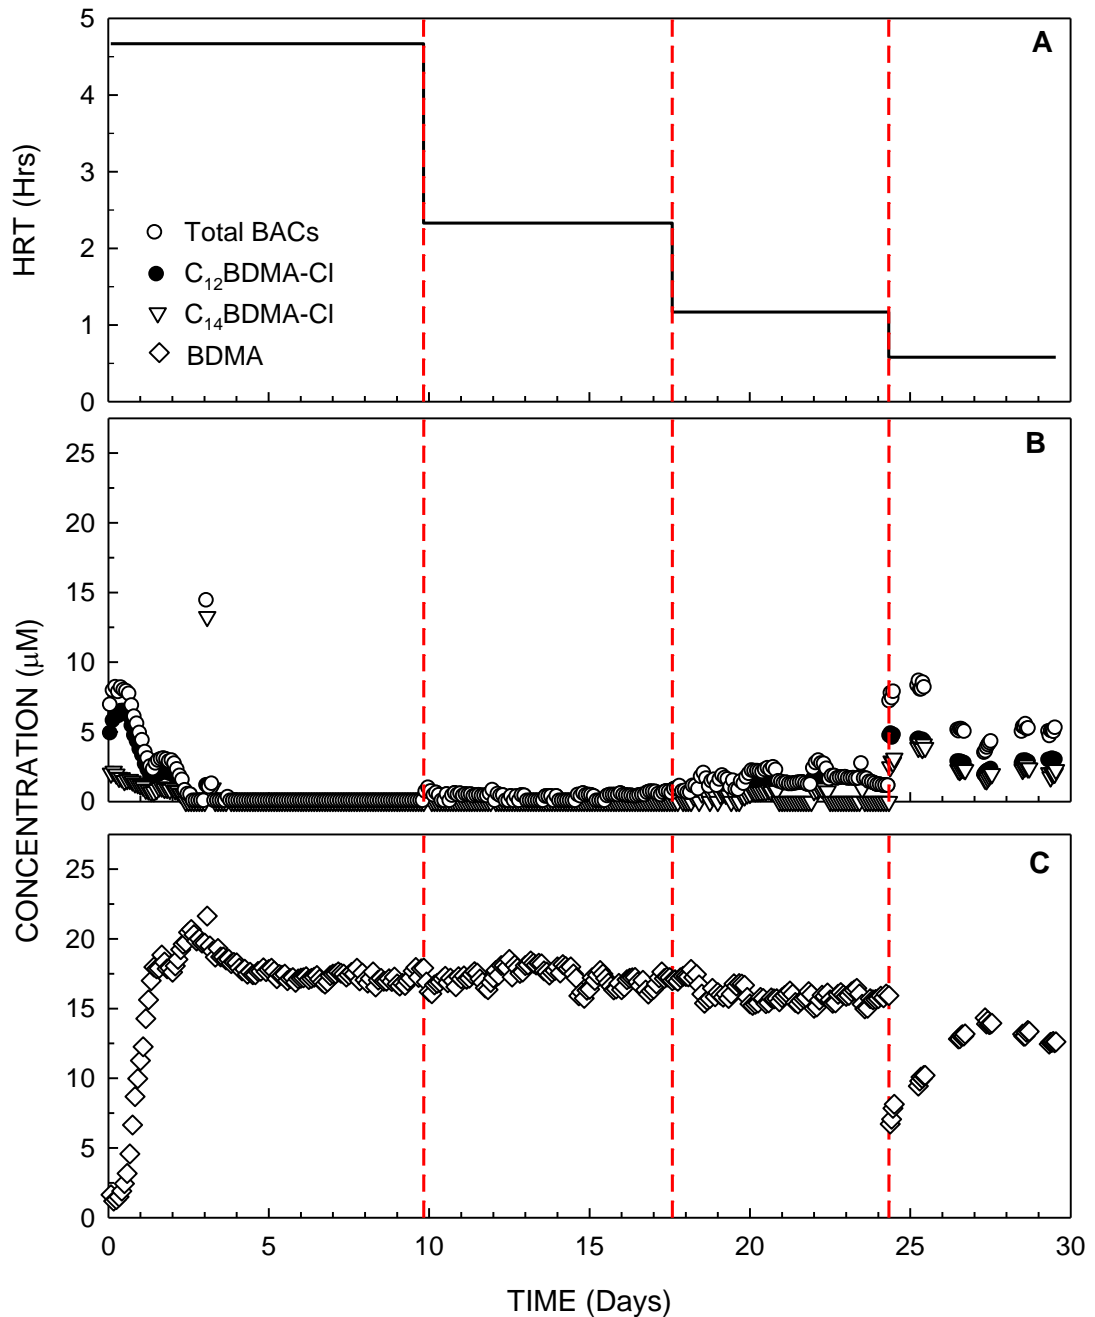 A
5
4
3
2
1
0
HRT (Hrs)
Total BACs
C₁₂BDMA-Cl
C₁₄BDMA-Cl
BDMA
B
25
20
15
10
5
0
CONCENTRATION (μM)
C
25
20
15
10
5
0
0 5 10 15 20 25 30
TIME (Days)